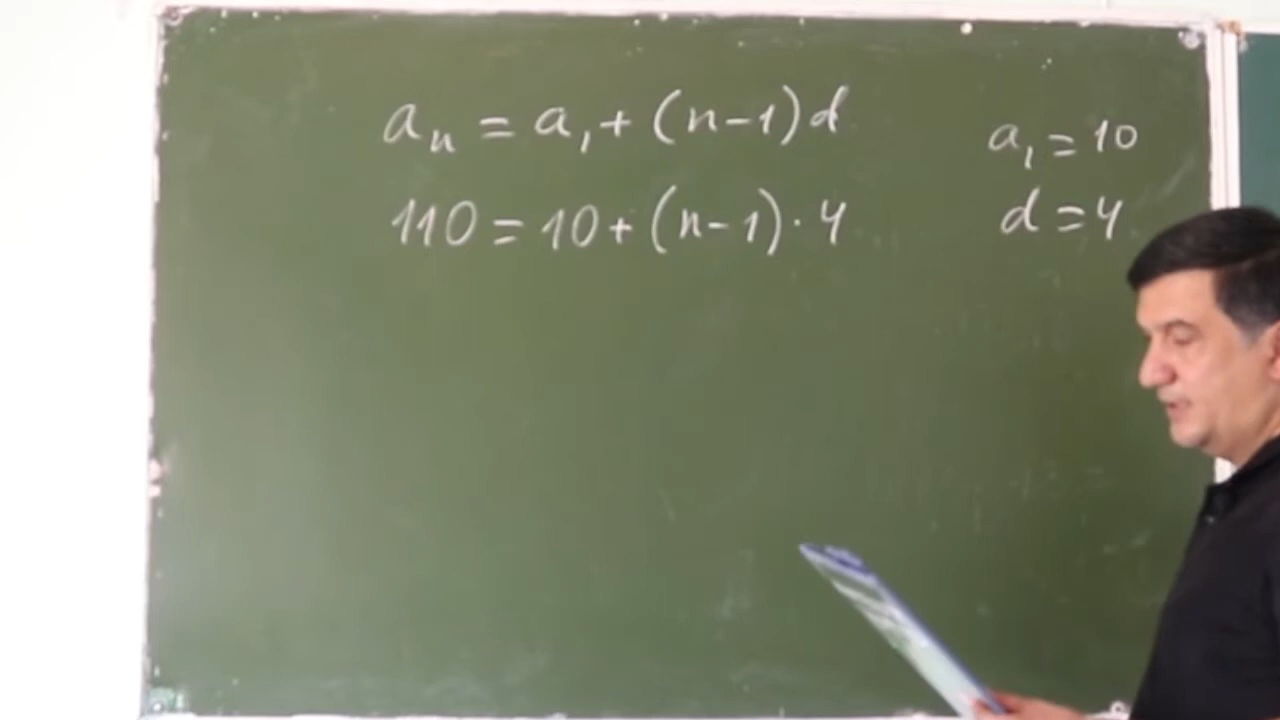 aₙ = a₁ + (n-1)d
110 = 10 + (n-1) · 4
a₁ = 10
d = 4